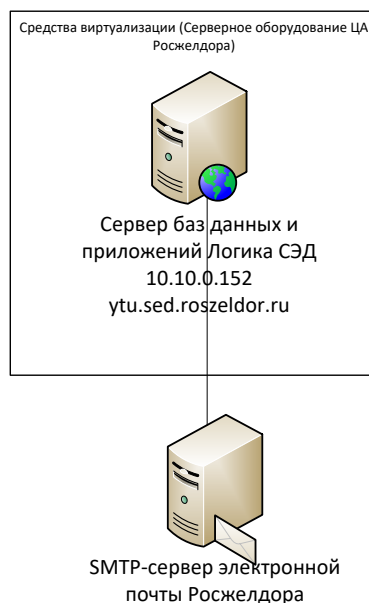 Средства виртуализации (Серверное оборудование ЦА
Росжелдора)
Сервер баз данных и
приложений Логика СЭД
10.10.0.152
ytu.sed.roszeldor.ru
SMTP-сервер электронной
почты Росжелдора